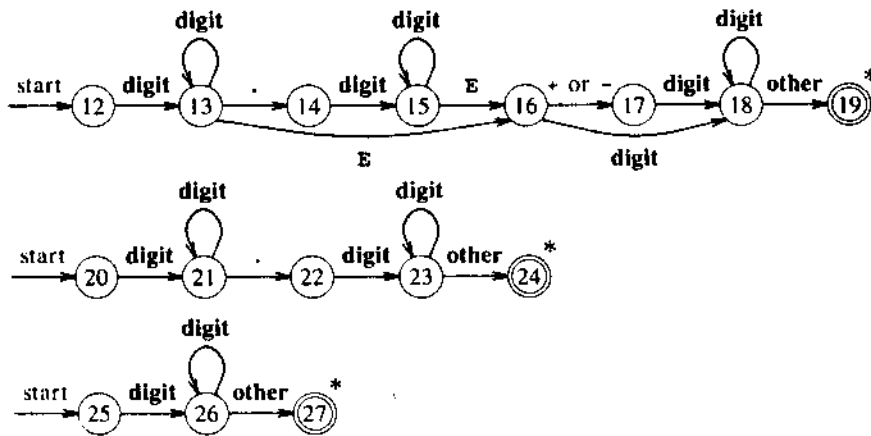 digit digit digit
start digit . digit E + or - digit other *
12 13 14 15 16 17 18 19
E digit
digit digit
start digit . digit other *
20 21 22 23 24
digit
start digit other *
25 26 27